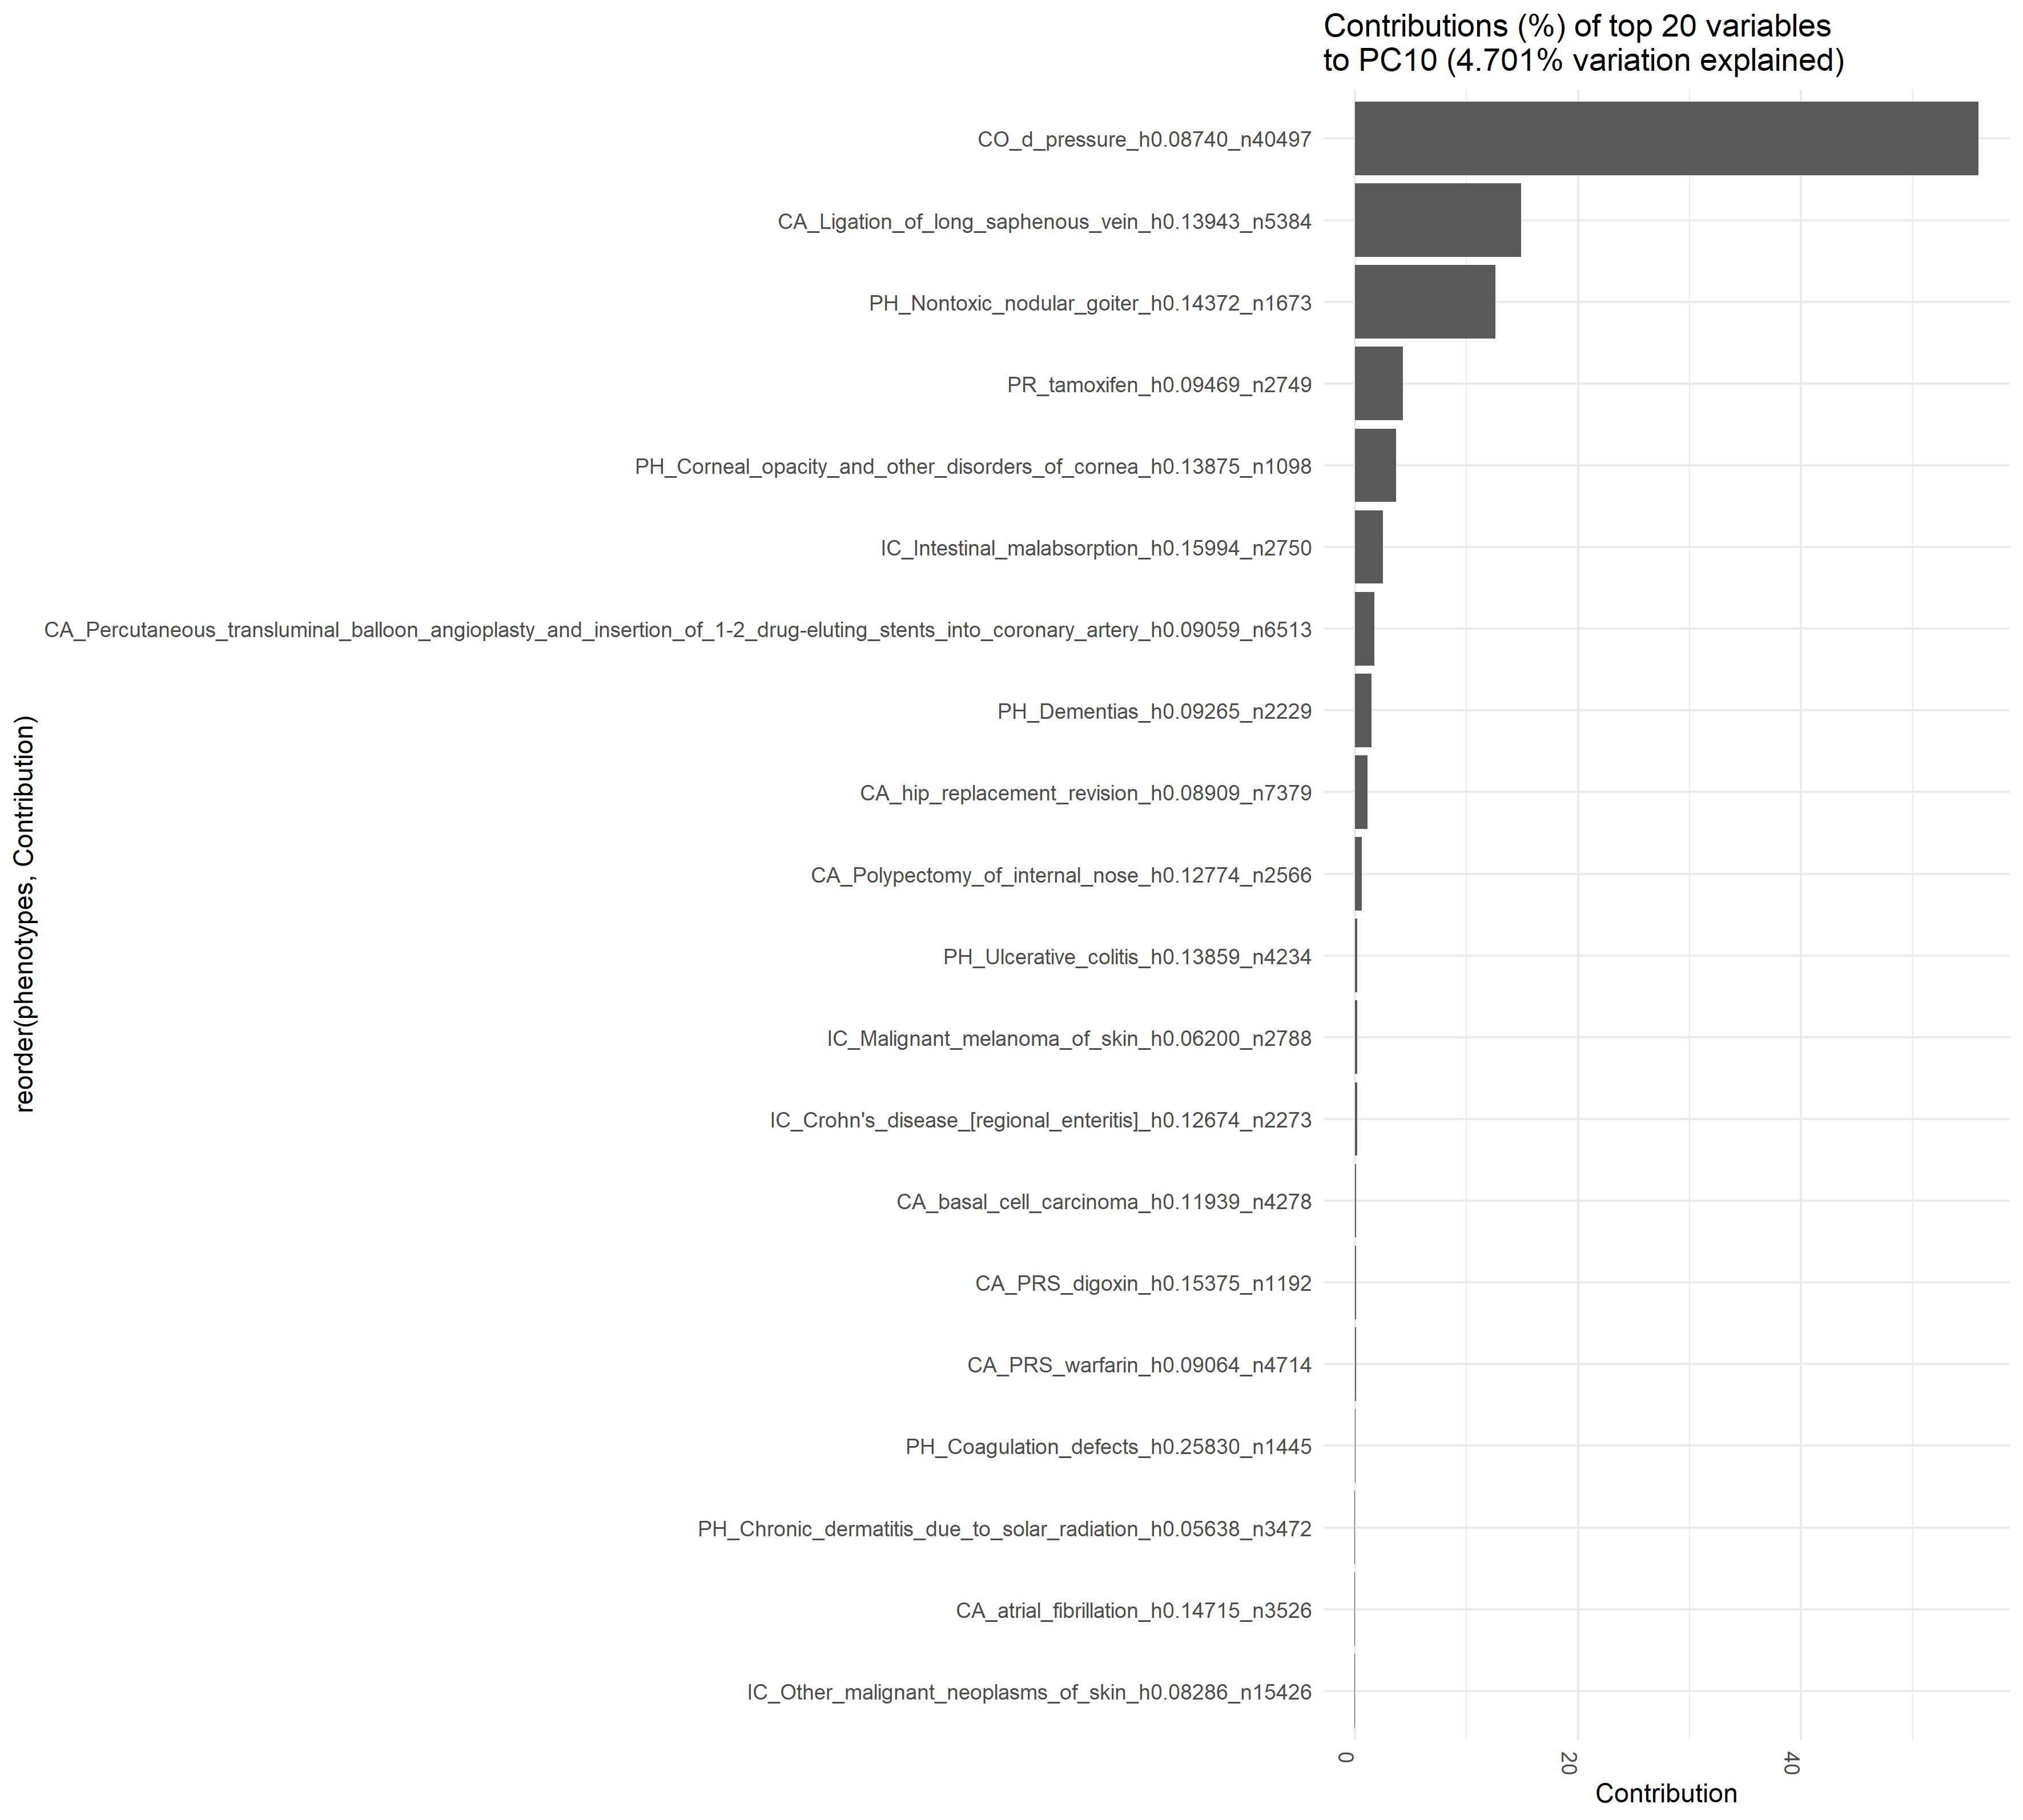 Contributions (%) of top 20 variables
to PC10 (4.701% variation explained)
CO_d_pressure_h0.08740_n40497
CA_Ligation_of_long_saphenous_vein_h0.13943_n5384
PH_Nontoxic_nodular_goiter_h0.14372_n1673
PR_tamoxifen_h0.09469_n2749
PH_Corneal_opacity_and_other_disorders_of_cornea_h0.13875_n1098
IC_Intestinal_malabsorption_h0.15994_n2750
CA_Percutaneous_transluminal_balloon_angioplasty_and_insertion_of_1-2_drug-eluting_stents_into_coronary_artery_h0.09059_n6513
PH_Dementias_h0.09265_n2229
CA_hip_replacement_revision_h0.08909_n7379
CA_Polypectomy_of_internal_nose_h0.12774_n2566
PH_Ulcerative_colitis_h0.13859_n4234
IC_Malignant_melanoma_of_skin_h0.06200_n2788
IC_Crohn's_disease_[regional_enteritis]_h0.12674_n2273
CA_basal_cell_carcinoma_h0.11939_n4278
CA_PRS_digoxin_h0.15375_n1192
CA_PRS_warfarin_h0.09064_n4714
PH_Coagulation_defects_h0.25830_n1445
PH_Chronic_dermatitis_due_to_solar_radiation_h0.05638_n3472
CA_atrial_fibrillation_h0.14715_n3526
IC_Other_malignant_neoplasms_of_skin_h0.08286_n15426
reorder(phenotypes, Contribution)
0
20
40
Contribution